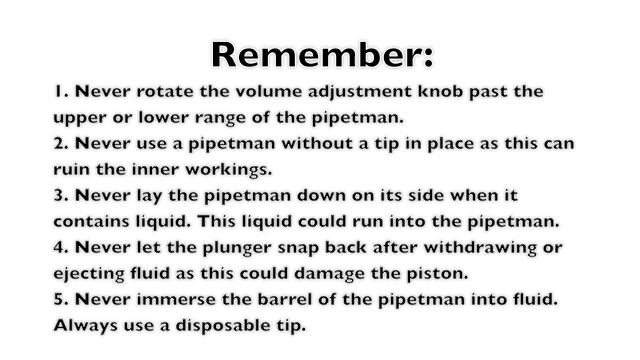 Remember:
1. Never rotate the volume adjustment knob past the
upper or lower range of the pipetman.
2. Never use a pipetman without a tip in place as this can
ruin the inner workings.
3. Never lay the pipetman down on its side when it
contains liquid. This liquid could run into the pipetman.
4. Never let the plunger snap back after withdrawing or
ejecting fluid as this could damage the piston.
5. Never immerse the barrel of the pipetman into fluid.
Always use a disposable tip.